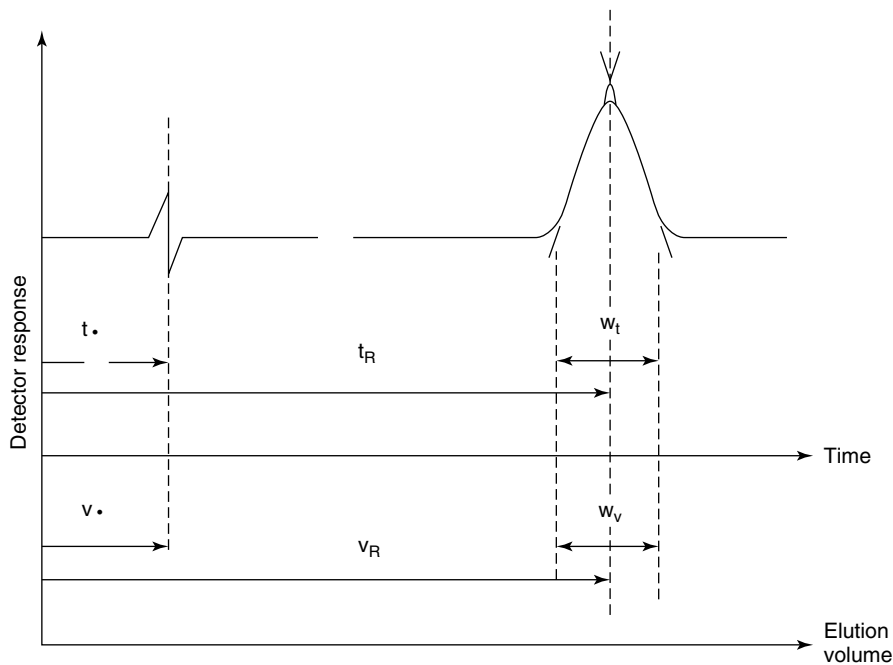 Detector response
t•
w_t
t_R
Time
v•
w_v
v_R
Elution
volume